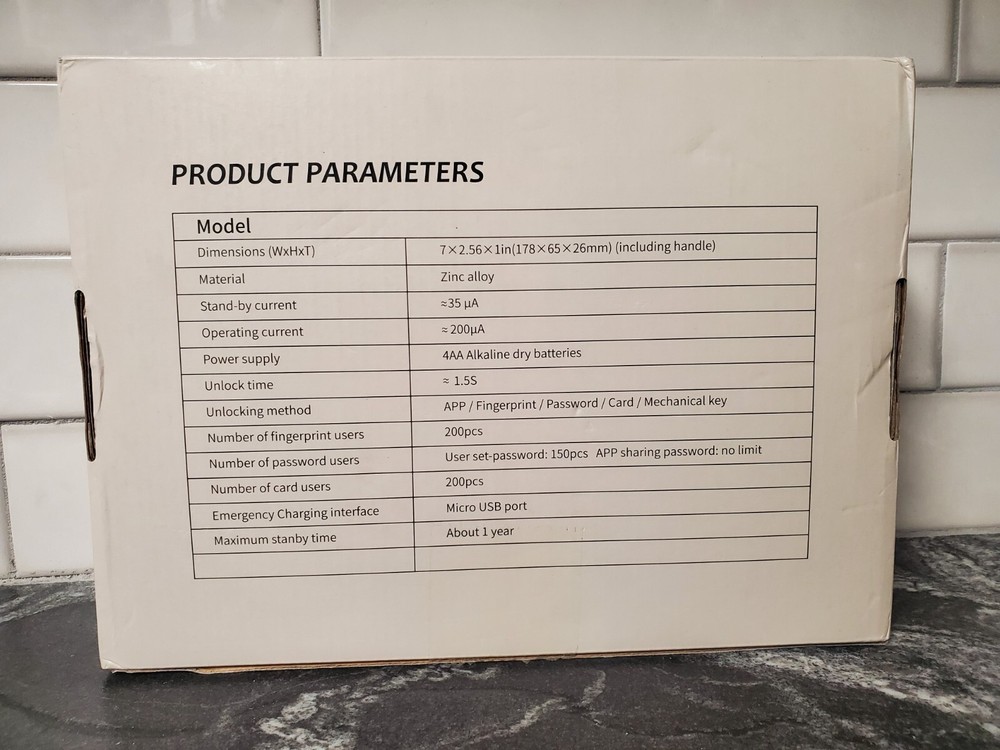 PRODUCT PARAMETERS
Model
Dimensions (WxHxT) 7×2.56×1in(178×65×26mm) (including handle)
Material Zinc alloy
Stand-by current ≈35 µA
Operating current ≈ 200µA
Power supply 4AA Alkaline dry batteries
Unlock time ≈ 1.5S
Unlocking method APP / Fingerprint / Password / Card / Mechanical key
Number of fingerprint users 200pcs
Number of password users User set-password: 150pcs APP sharing password: no limit
Number of card users 200pcs
Emergency Charging interface Micro USB port
Maximum stanby time About 1 year